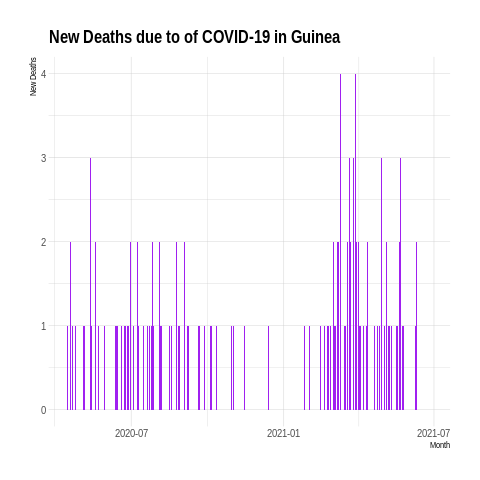 New Deaths due to of COVID-19 in Guinea
New Deaths
4
3
2
1
0
2020-07
2021-01
2021-07
Month